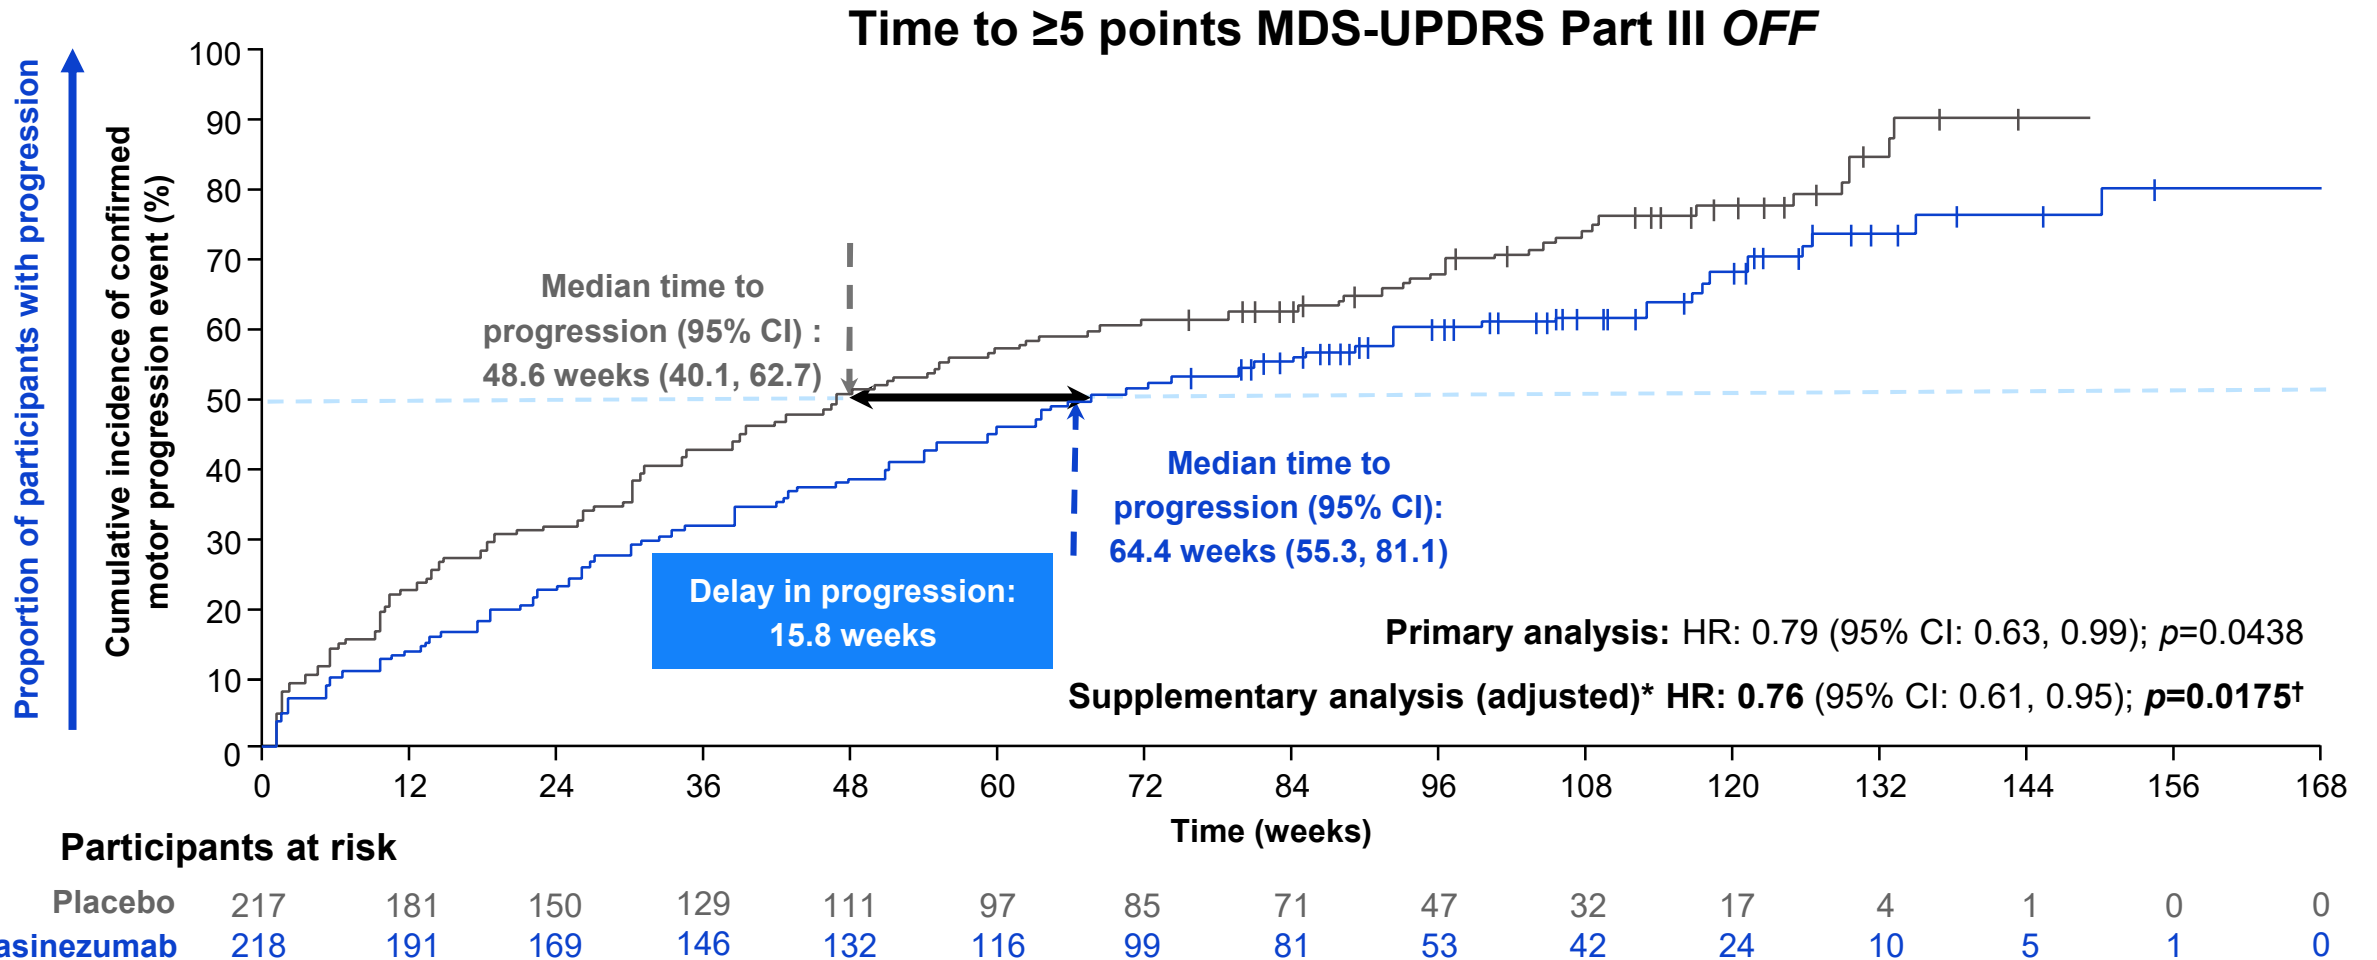 Time to ≥5 points MDS-UPDRS Part III OFF
Proportion of participants with progression
Cumulative incidence of confirmed
motor progression event (%)
100
90
80
70
60
50
40
30
20
10
0
Median time to
progression (95% CI) :
48.6 weeks (40.1, 62.7)
Median time to
progression (95% CI):
64.4 weeks (55.3, 81.1)
Delay in progression:
15.8 weeks
Primary analysis: HR: 0.79 (95% CI: 0.63, 0.99); p=0.0438
Supplementary analysis (adjusted)* HR: 0.76 (95% CI: 0.61, 0.95); p=0.0175†
0 12 24 36 48 60 72 84 96 108 120 132 144 156 168
Time (weeks)
Participants at risk
Placebo 217 181 150 129 111 97 85 71 47 32 17 4 1 0 0
asinezumab 218 191 169 146 132 116 99 81 53 42 24 10 5 1 0